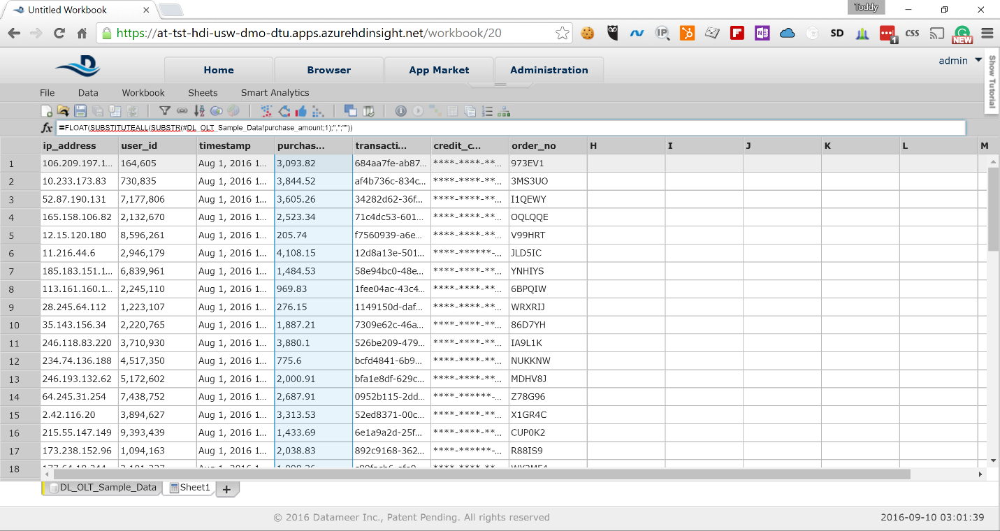 Untitled Workbook
Toddy
https://at-tst-hdi-usw-dmo-dtu.apps.azurehdinsight.net/workbook/20 IP SD 1 CSS NEW
Home Browser App Market Administration admin
Show Tutorial
File Data Workbook Sheets Smart Analytics
fx =FLOAT(SUBSTITUTEALL(SUBSTR(#DL_OLT_Sample_Data!purchase_amount;1);",";""))
ip_address user_id timestamp purchas... transacti... credit_c... order_no H I J K L M
1 106.209.197.1... 164,605 Aug 1, 2016 1... 3,093.82 684aa7fe-ab87... ****-****-**... 973EV1
2 10.233.173.83 730,835 Aug 1, 2016 1... 3,844.52 af4b736c-834c... ****-****-**... 3MS3UO
3 52.87.190.131 7,177,806 Aug 1, 2016 1... 3,605.26 34282d62-36f... ****-****-**... I1QEWY
4 165.158.106.82 2,132,670 Aug 1, 2016 1... 2,523.34 71c4dc53-601... ****-****-**... OQLQQE
5 12.15.120.180 8,596,261 Aug 1, 2016 1... 205.74 f7560939-a6e... ****-****-**... V99HRT
6 11.216.44.6 2,946,179 Aug 1, 2016 1... 4,108.15 12d8a13e-501... ****-******-... JLD5IC
7 185.183.151.1... 6,839,961 Aug 1, 2016 1... 1,484.53 58e94bc0-48e... ****-****-**... YNHIYS
8 113.161.160.1... 2,245,110 Aug 1, 2016 1... 969.83 1fee04ac-43c4... ****-****-**... 6BPQIW
9 28.245.64.112 1,223,107 Aug 1, 2016 1... 276.15 1149150d-daf... ****-****-**... WRXRIJ
10 35.143.156.34 2,220,765 Aug 1, 2016 1... 1,887.21 7309e62c-46a... ****-****-**... 86D7YH
11 246.118.83.220 3,710,930 Aug 1, 2016 1... 3,880.1 526be209-479... ****-****-**... IA9L1K
12 234.74.136.188 4,517,350 Aug 1, 2016 1... 775.6 bcfd4841-6b9... ****-****-**... NUKKNW
13 246.193.132.62 5,172,602 Aug 1, 2016 1... 2,000.91 bfa1e8df-629c... ****-****-**... MDHV8J
14 64.245.31.254 7,438,752 Aug 1, 2016 1... 2,687.91 0952b115-2dd... ****-******-... Z78G96
15 2.42.116.20 3,894,627 Aug 1, 2016 1... 3,313.53 52ed8371-00c... ****-****-**... X1GR4C
16 215.55.147.149 9,393,439 Aug 1, 2016 1... 1,433.69 6e1a9a2d-25f... ****-****-**... CUP0K2
17 173.238.152.96 1,094,163 Aug 1, 2016 1... 2,038.83 892c9168-362... ****-******-... R88IS9
18
DL_OLT_Sample_Data Sheet1 +
© 2016 Datameer Inc., Patent Pending. All rights reserved 2016-09-10 03:01:39